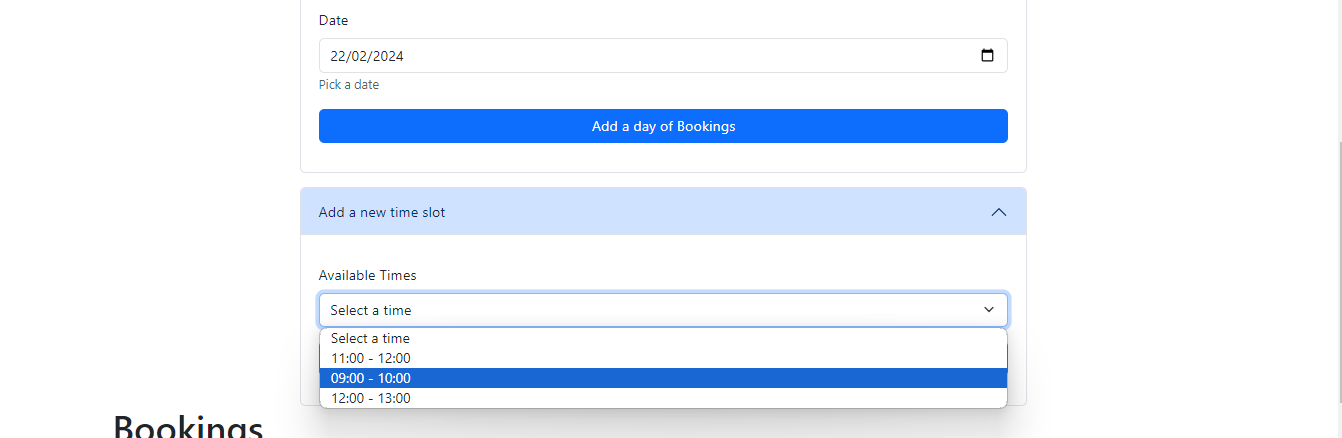 Date
22/02/2024
Pick a date
Add a day of Bookings
Add a new time slot
Available Times
Select a time
Select a time
11:00 - 12:00
09:00 - 10:00
12:00 - 13:00
Bookings